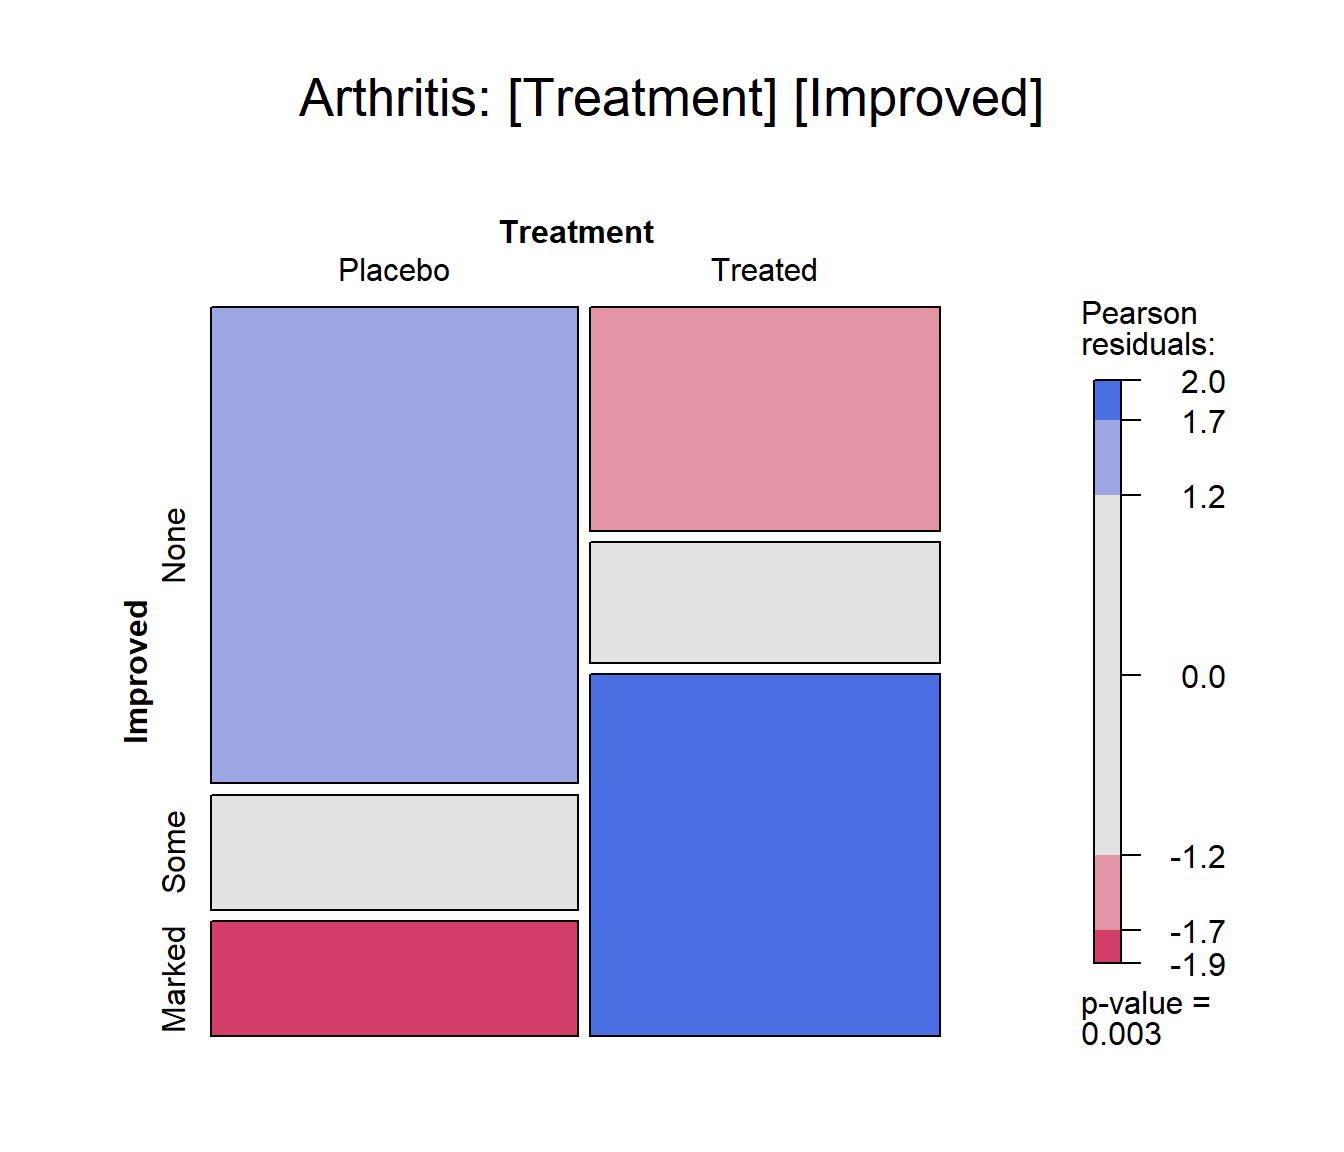 Arthritis: [Treatment] [Improved]
Treatment
Placebo
Treated
Improved
None
Some
Marked
Pearson
residuals:
2.0
1.7
1.2
0.0
-1.2
-1.7
-1.9
p-value =
0.003